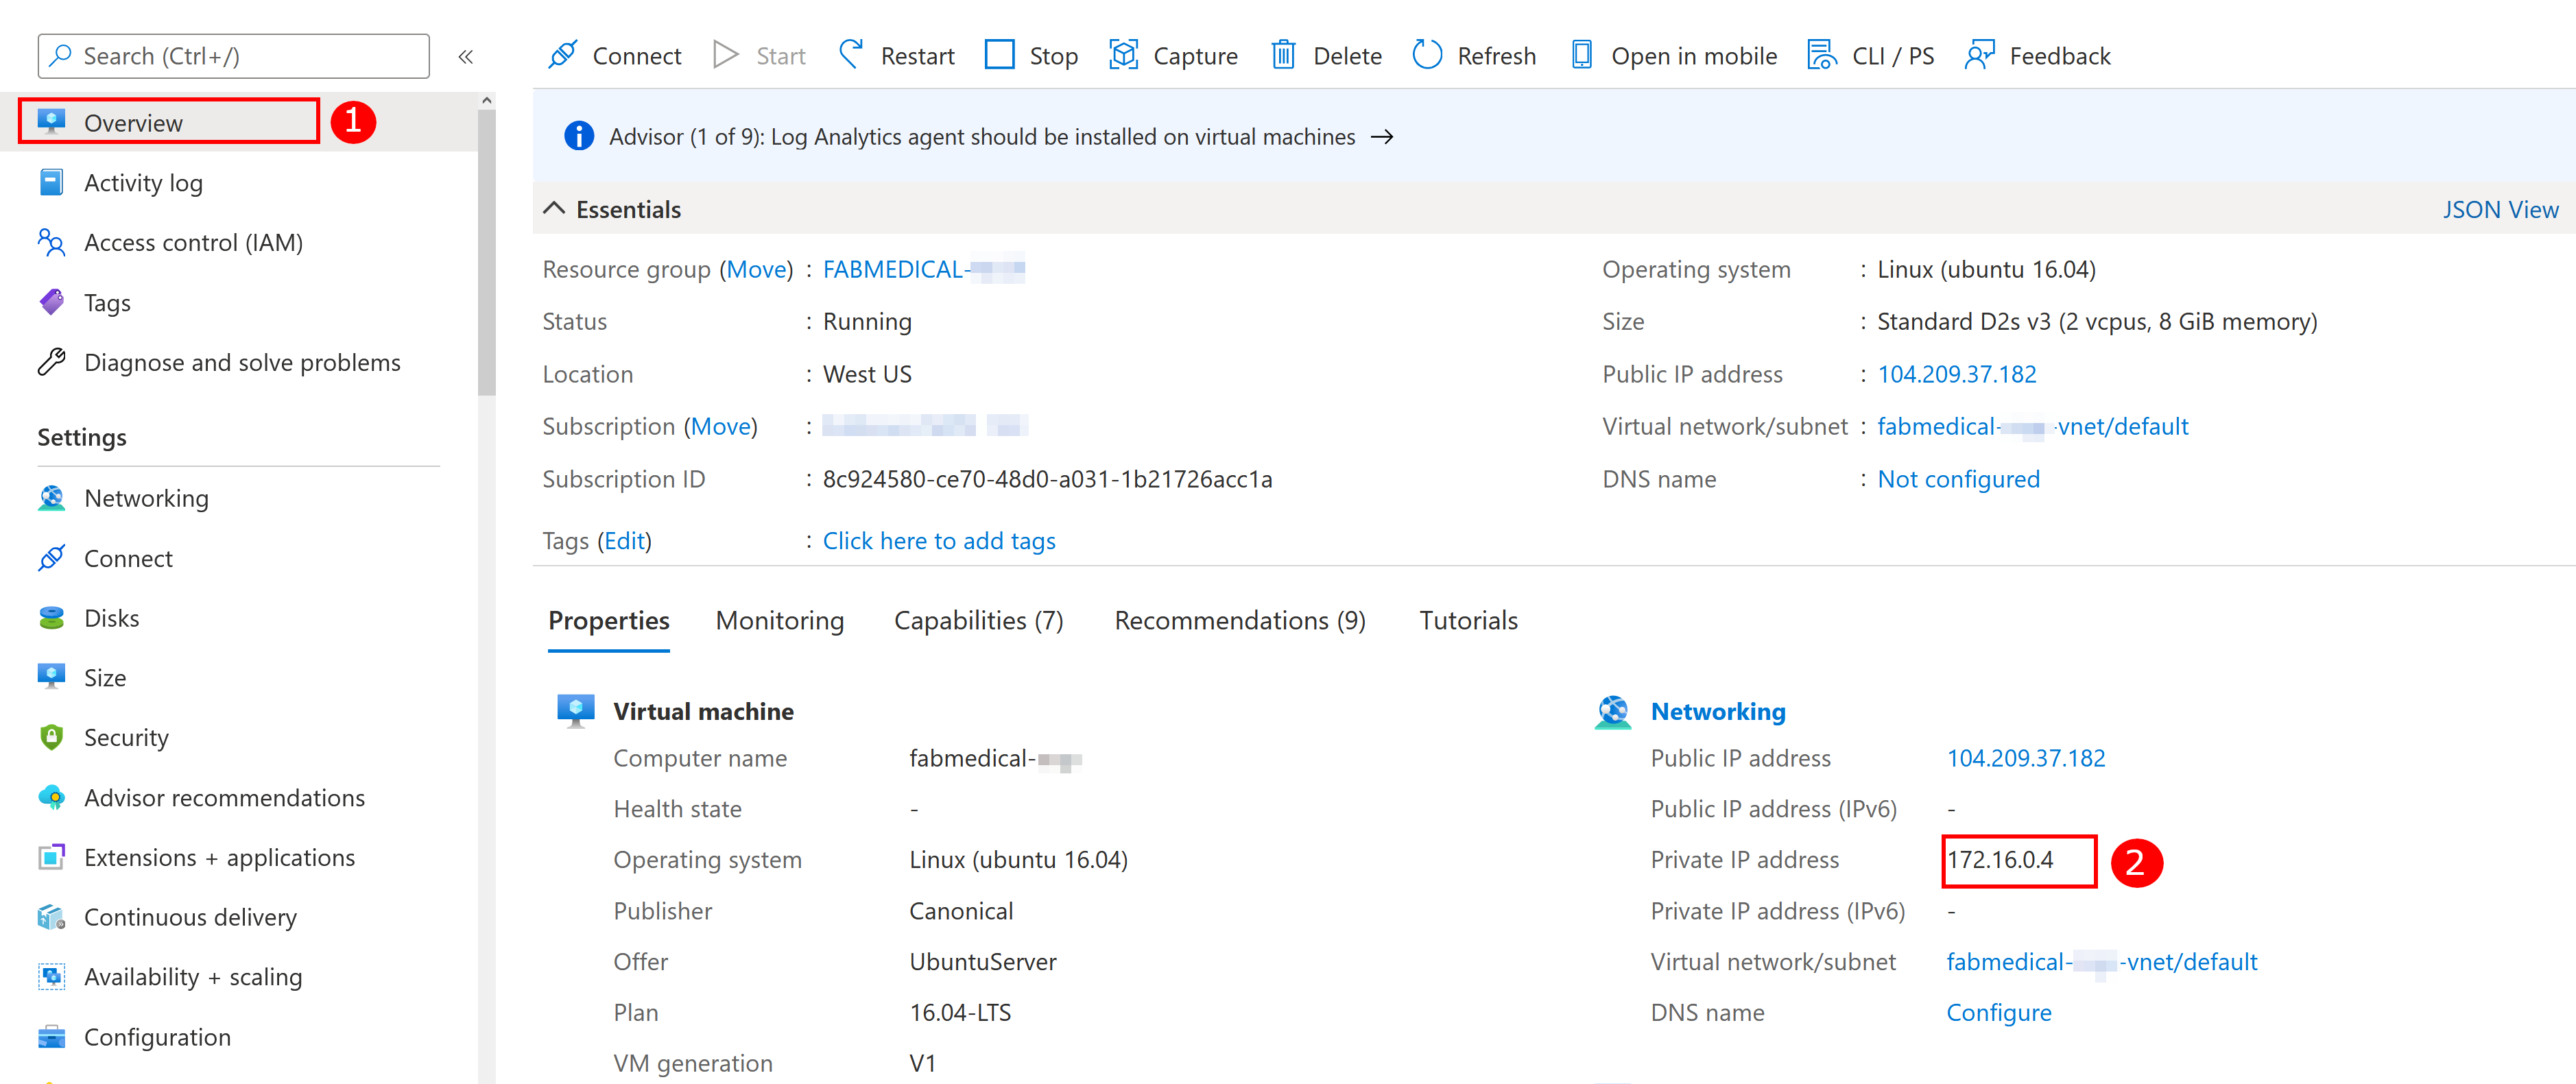 Search (Ctrl+/)
«
Connect
Start
Restart
Stop
Capture
Delete
Refresh
Open in mobile
CLI / PS
Feedback
Overview
1
Activity log
Access control (IAM)
Tags
Diagnose and solve problems
Settings
Networking
Connect
Disks
Size
Security
Advisor recommendations
Extensions + applications
Continuous delivery
Availability + scaling
Configuration
Advisor (1 of 9): Log Analytics agent should be installed on virtual machines →
Essentials
JSON View
Resource group (Move) : FABMEDICAL-
Status : Running
Location : West US
Subscription (Move) :
Subscription ID : 8c924580-ce70-48d0-a031-1b21726acc1a
Tags (Edit) : Click here to add tags
Operating system : Linux (ubuntu 16.04)
Size : Standard D2s v3 (2 vcpus, 8 GiB memory)
Public IP address : 104.209.37.182
Virtual network/subnet : fabmedical- -vnet/default
DNS name : Not configured
Properties
Monitoring
Capabilities (7)
Recommendations (9)
Tutorials
Virtual machine
Computer name fabmedical-
Health state -
Operating system Linux (ubuntu 16.04)
Publisher Canonical
Offer UbuntuServer
Plan 16.04-LTS
VM generation V1
Networking
Public IP address 104.209.37.182
Public IP address (IPv6) -
Private IP address 172.16.0.4
2
Private IP address (IPv6) -
Virtual network/subnet fabmedical- -vnet/default
DNS name Configure